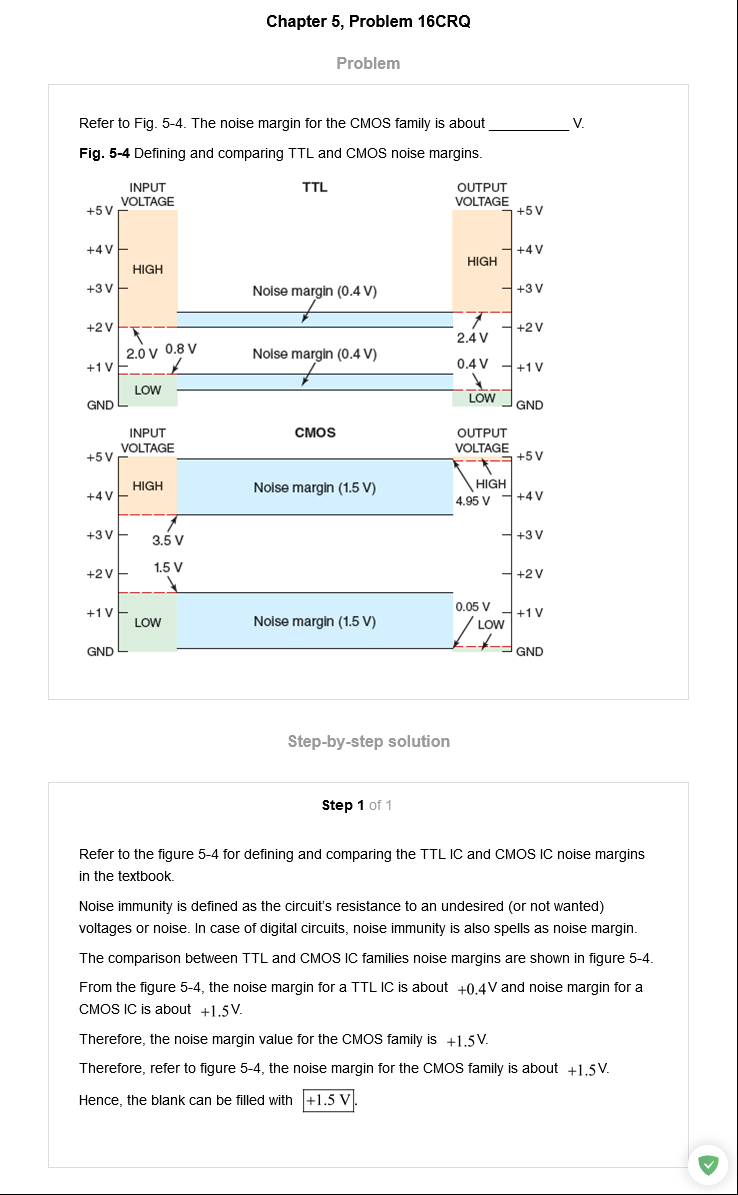 Chapter 5, Problem 16CRQ
Problem
Refer to Fig. 5-4. The noise margin for the CMOS family is about __________ V.
Fig. 5-4 Defining and comparing TTL and CMOS noise margins.
INPUT
VOLTAGE
TTL
OUTPUT
VOLTAGE
+5 V
+5 V
+4 V
+4 V
HIGH
HIGH
+3 V
Noise margin (0.4 V)
+3 V
+2 V
+2 V
2.0 V
0.8 V
Noise margin (0.4 V)
2.4 V
0.4 V
+1 V
+1 V
LOW
LOW
GND
GND
INPUT
VOLTAGE
CMOS
OUTPUT
VOLTAGE
+5 V
+5 V
HIGH
Noise margin (1.5 V)
HIGH
+4 V
4.95 V
+4 V
+3 V
3.5 V
+3 V
+2 V
1.5 V
+2 V
+1 V
0.05 V
+1 V
LOW
Noise margin (1.5 V)
LOW
GND
GND
Step-by-step solution
Step 1 of 1
Refer to the figure 5-4 for defining and comparing the TTL IC and CMOS IC noise margins
in the textbook.
Noise immunity is defined as the circuit's resistance to an undesired (or not wanted)
voltages or noise. In case of digital circuits, noise immunity is also spells as noise margin.
The comparison between TTL and CMOS IC families noise margins are shown in figure 5-4.
From the figure 5-4, the noise margin for a TTL IC is about +0.4V and noise margin for a
CMOS IC is about +1.5V.
Therefore, the noise margin value for the CMOS family is +1.5V.
Therefore, refer to figure 5-4, the noise margin for the CMOS family is about +1.5V.
Hence, the blank can be filled with +1.5 V.